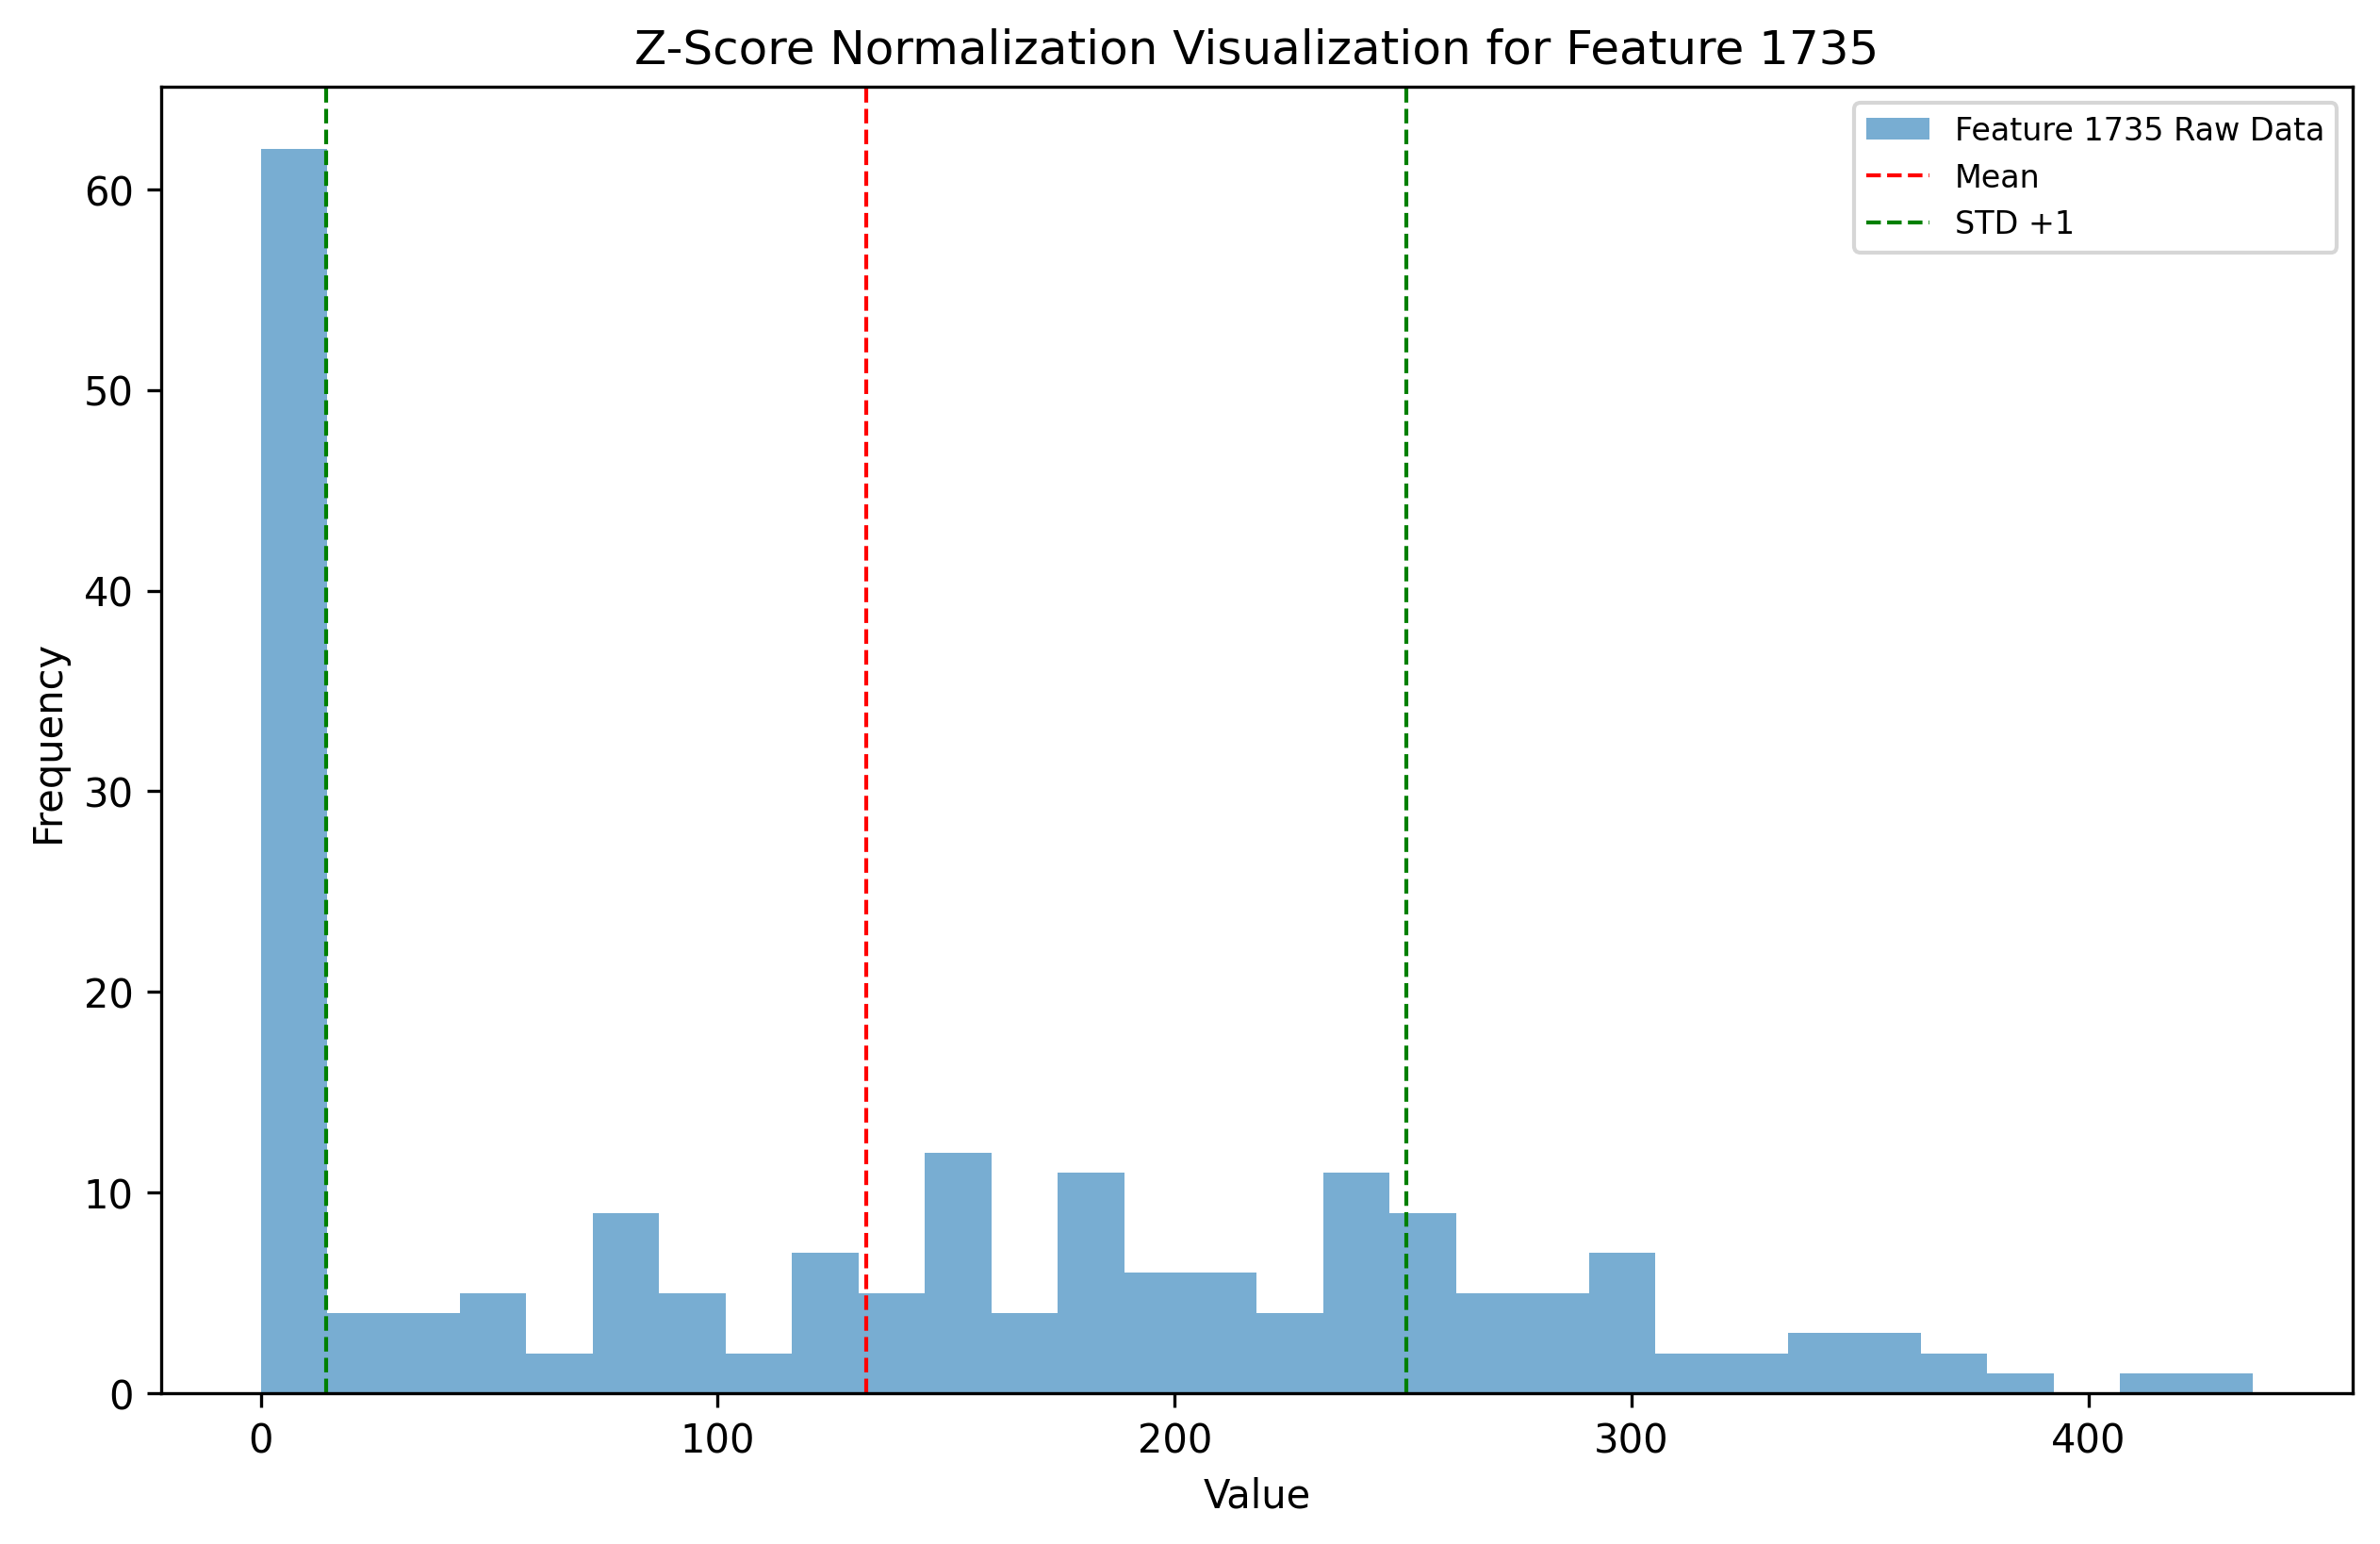 Z-Score Normalization Visualization for Feature 1735
Feature 1735 Raw Data
Mean
STD +1
Frequency
60
50
40
30
20
10
0
0 100 200 300 400
Value